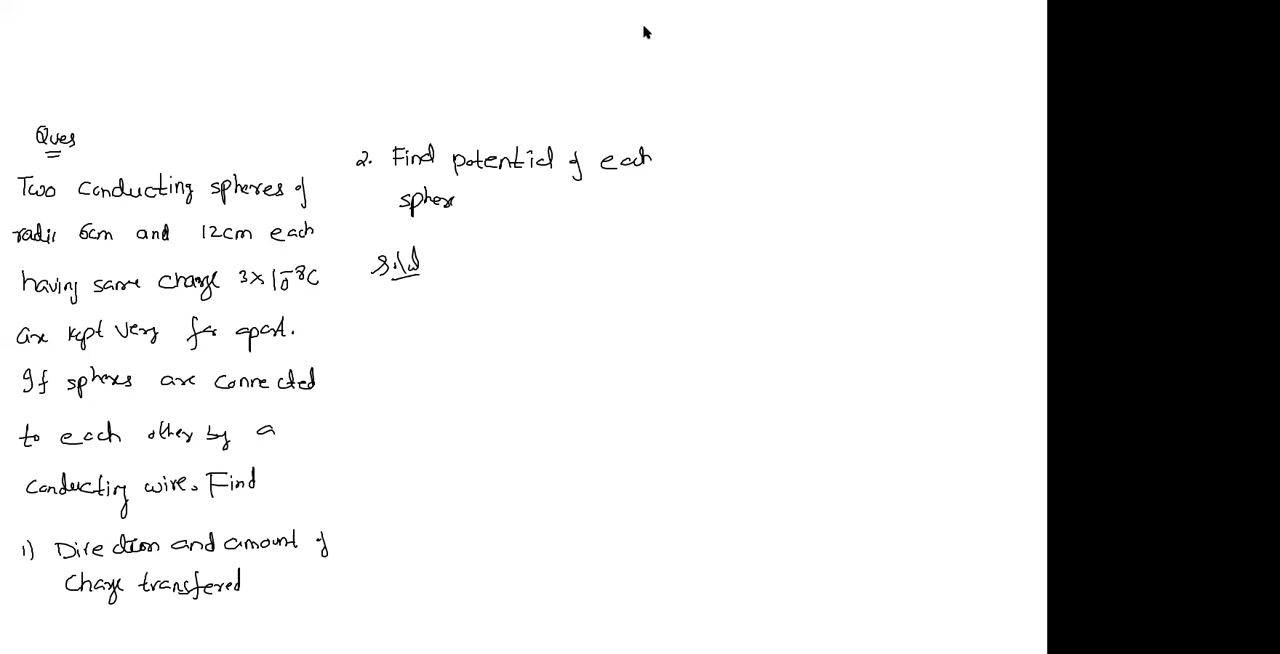 Ques
Two conducting spheres of
radii 6cm and 12cm each
having same charge 3×10⁻⁸C
are kept very far apart.
If spheres are connected
to each other by a
conducting wire. Find
1) Direction and amount of
charge transfered
2. Find potential of each
sphere